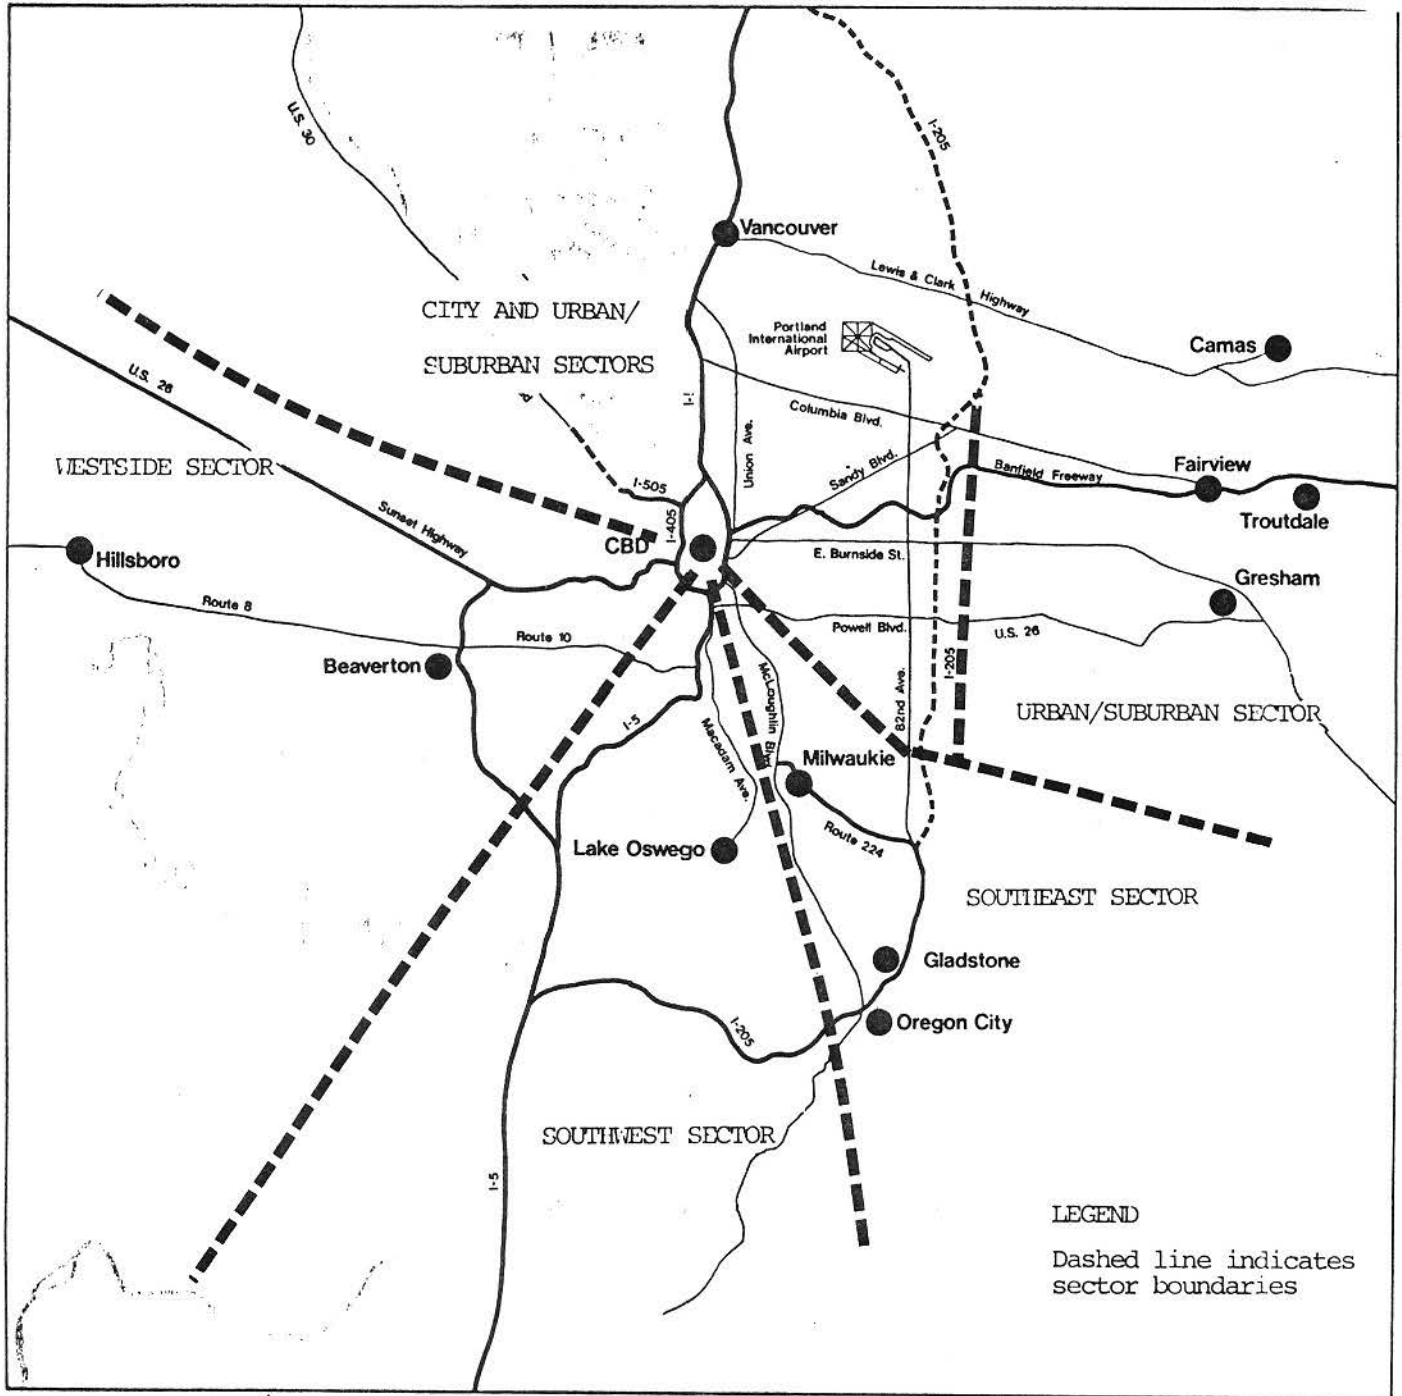 I-205
U.S. 30
Vancouver
Lewis & Clark Highway
CITY AND URBAN/
SUBURBAN SECTORS
Portland
International
Airport
Camas
U.S. 26
I-5
Columbia Blvd.
Union Ave.
Sandy Blvd.
WESTSIDE SECTOR
Banfield Freeway
Fairview
I-505
Troutdale
Sunset Highway
I-405
CBD
E. Burnside St.
Hillsboro
Gresham
Route 8
Route 10
Powell Blvd.
U.S. 26
Beaverton
I-205
McLoughlin Blvd.
82nd Ave.
URBAN/SUBURBAN SECTOR
I-5
Macadam Ave.
Milwaukie
Route 224
Lake Oswego
SOUTHEAST SECTOR
Gladstone
Oregon City
I-205
SOUTHWEST SECTOR
I-5
LEGEND
Dashed line indicates
sector boundaries